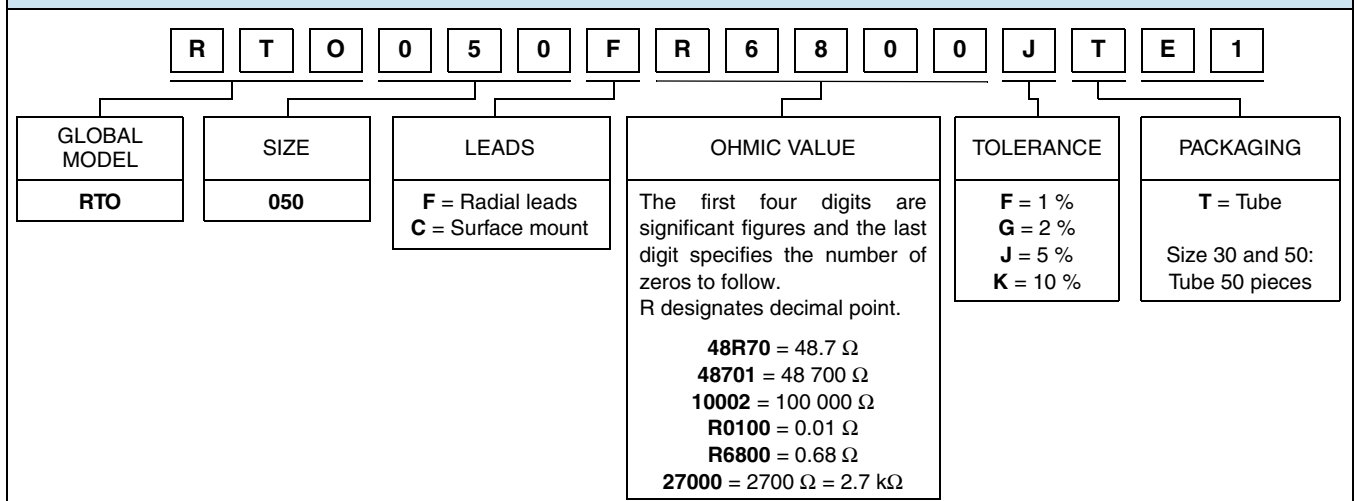 R T O 0 5 0 F R 6 8 0 0 J T E 1
GLOBAL
MODEL
RTO
SIZE
050
LEADS
F = Radial leads
C = Surface mount
OHMIC VALUE
The first four digits are
significant figures and the last
digit specifies the number of
zeros to follow.
R designates decimal point.
48R70 = 48.7 Ω
48701 = 48 700 Ω
10002 = 100 000 Ω
R0100 = 0.01 Ω
R6800 = 0.68 Ω
27000 = 2700 Ω = 2.7 kΩ
TOLERANCE
F = 1 %
G = 2 %
J = 5 %
K = 10 %
PACKAGING
T = Tube
Size 30 and 50:
Tube 50 pieces